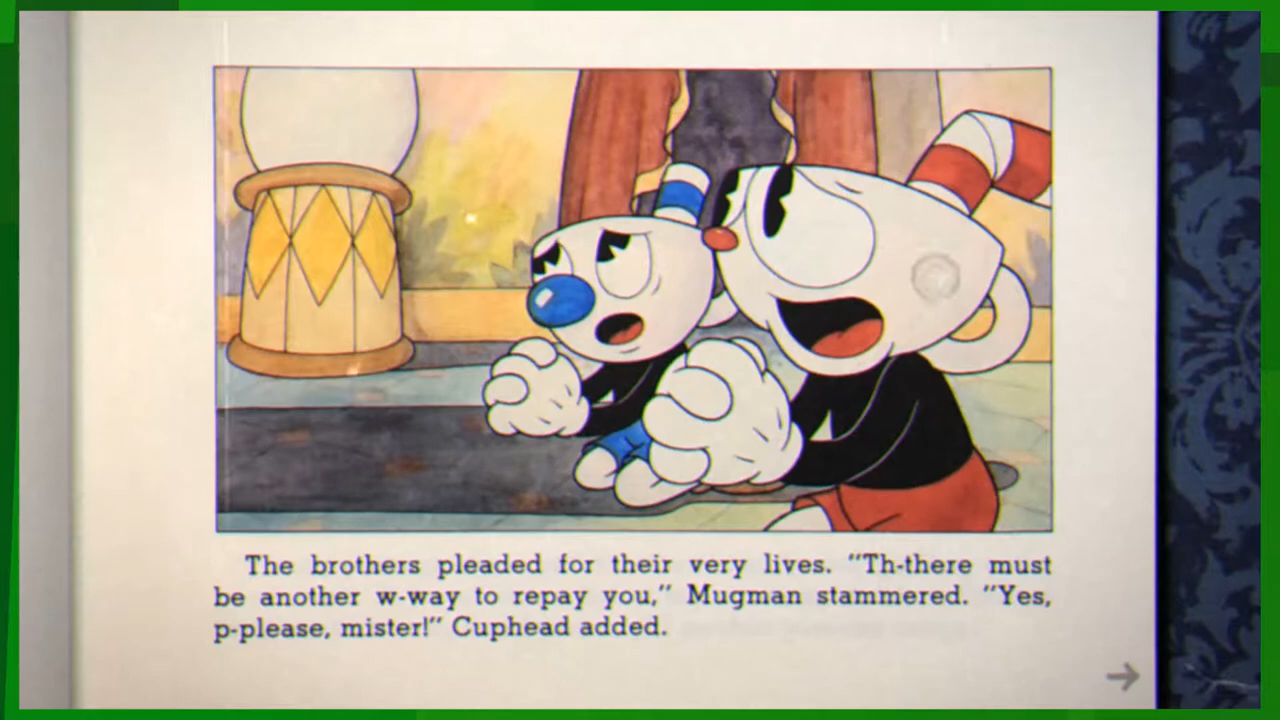 The brothers pleaded for their very lives. “Th-there must
be another w-way to repay you,” Mugman stammered. “Yes,
p-please, mister!” Cuphead added.